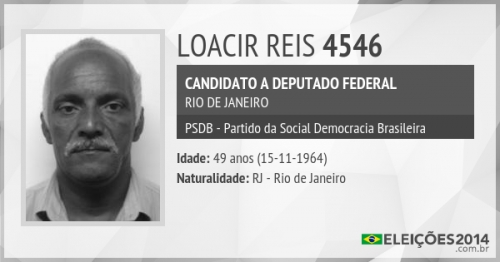 LOACIR REIS 4546
CANDIDATO A DEPUTADO FEDERAL
RIO DE JANEIRO
PSDB - Partido da Social Democracia Brasileira
Idade: 49 anos (15-11-1964)
Naturalidade: RJ - Rio de Janeiro
ELEIÇÕES2014
.com.br